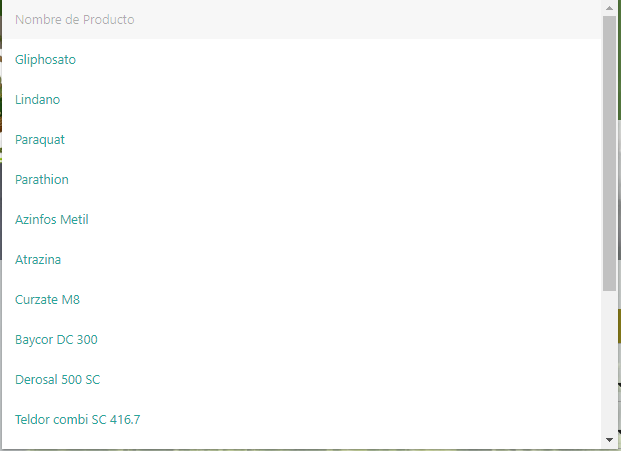 Nombre de Producto
Gliphosato
Lindano
Paraquat
Parathion
Azinfos Metil
Atrazina
Curzate M8
Baycor DC 300
Derosal 500 SC
Teldor combi SC 416.7